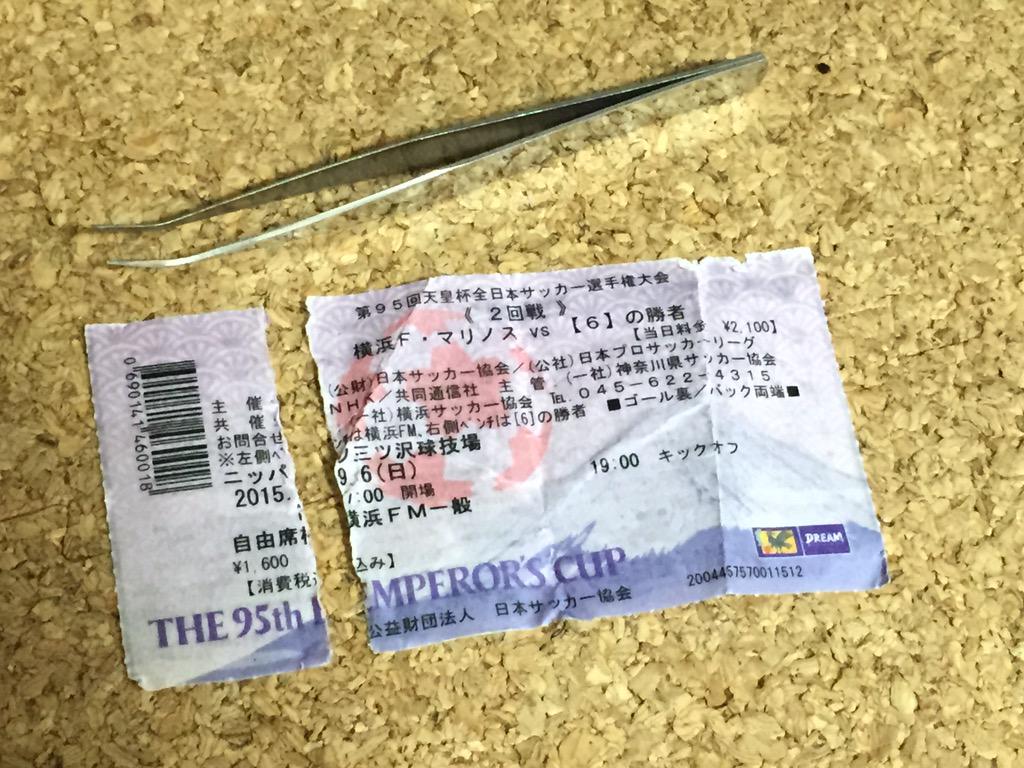 第95回天皇杯全日本サッカー選手権大会
《 2回戦 》
横浜F・マリノス VS 【6】の勝者
【当日料金 ¥2,100】
主 催 (公財)日本サッカー協会/(公社)日本プロサッカーリーグ
共 催 NHK/共同通信社 主 管 (一社)神奈川県サッカー協会
お問合せ 一社)横浜サッカー協会 TEL.045-622-4315
※左側ベンチは横浜FM,右側ベンチは[6]の勝者 ■ゴール裏/バック両端■
ニッパツ三ツ沢球技場
2015. 9. 6(日)
:00 開場 19:00 キックオフ
自由席横浜FM一般
¥1,600
【消費税込み】
THE 95th EMPEROR'S CUP
公益財団法人 日本サッカー協会
2004457570011512
DREAM
0690141460018